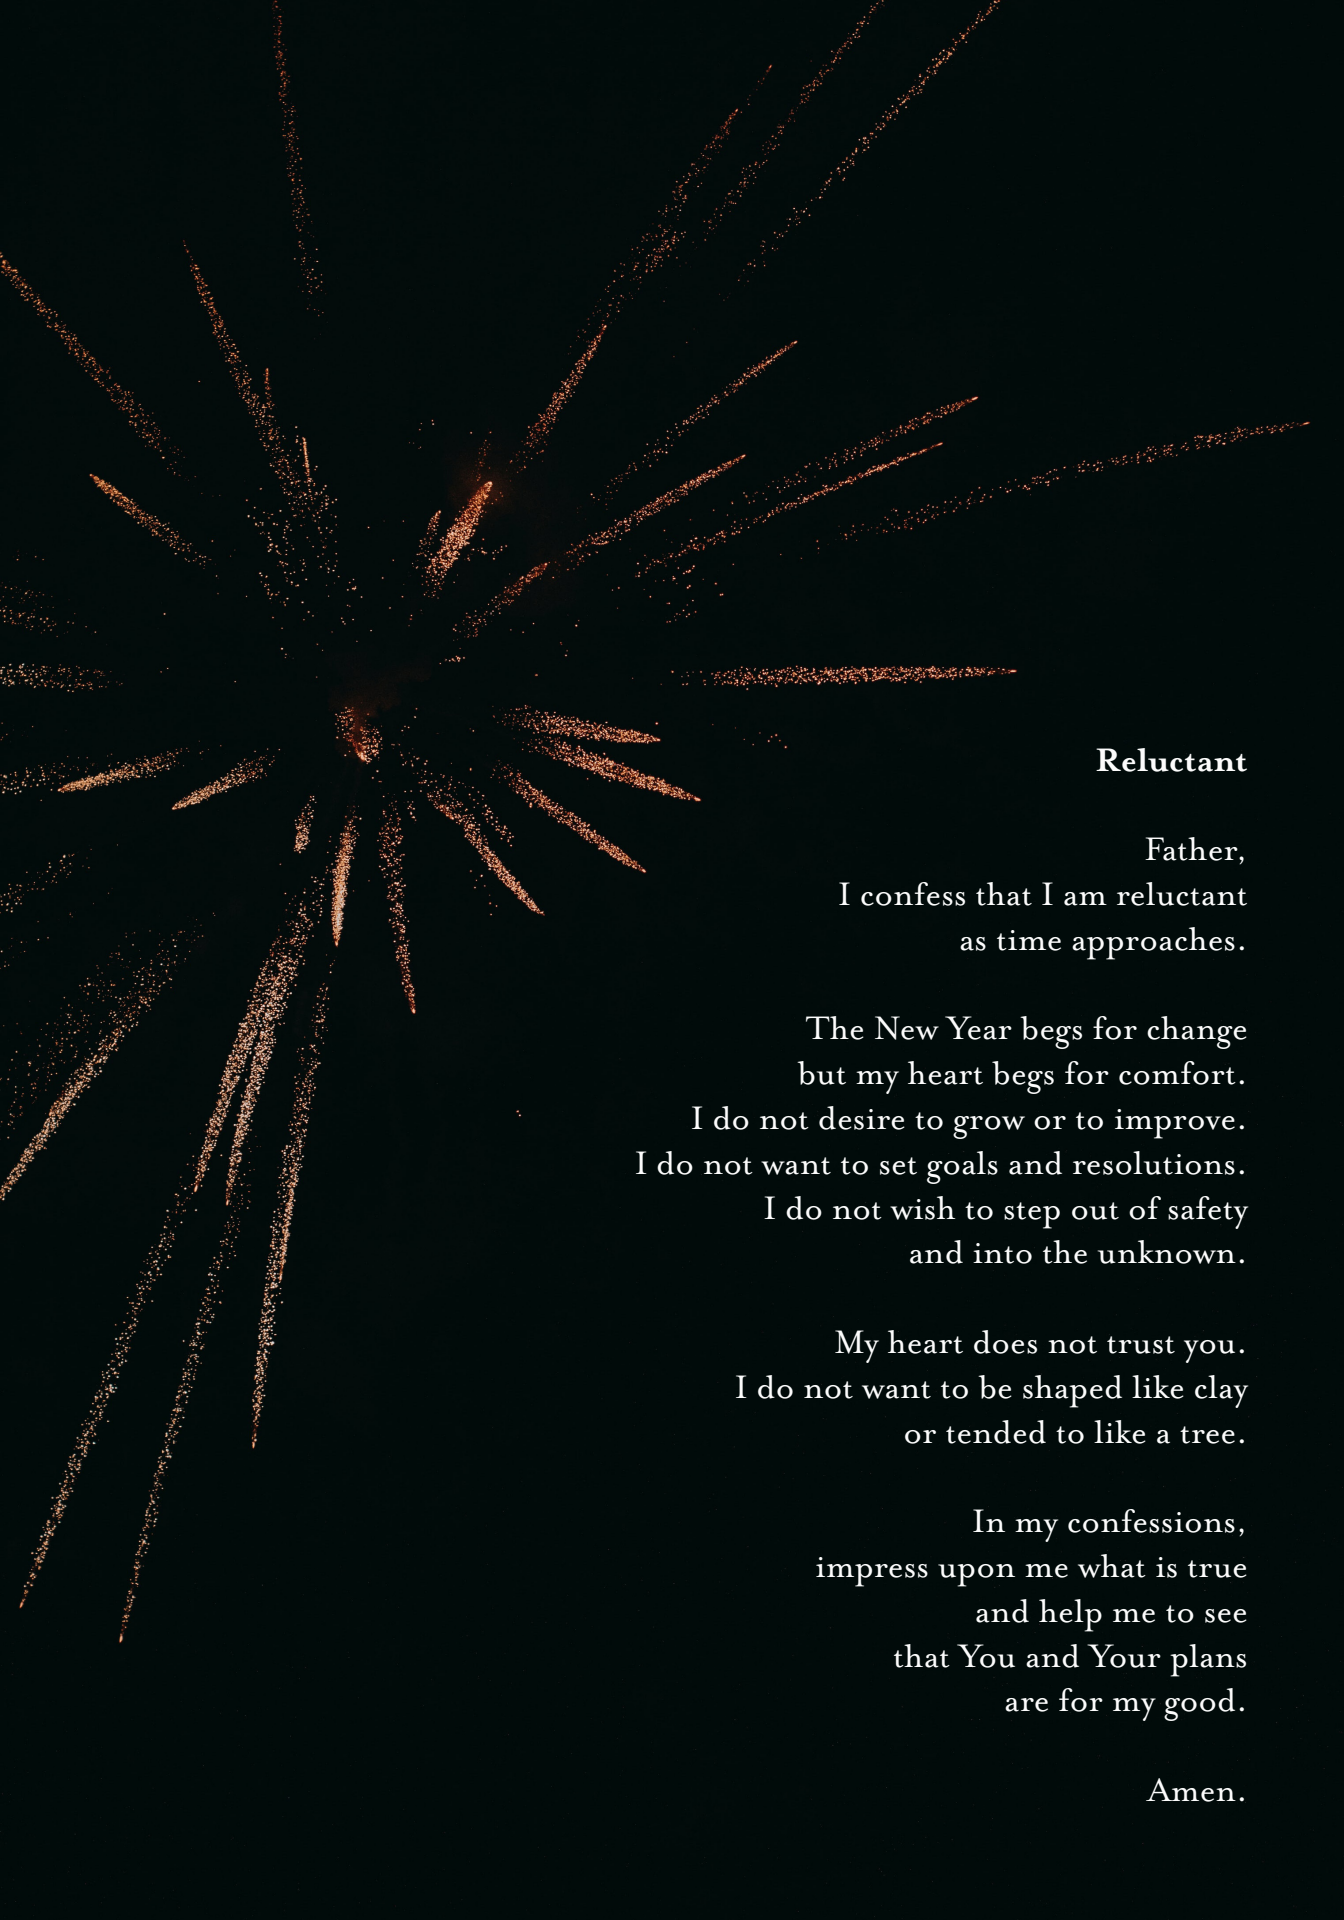 Reluctant
Father,
I confess that I am reluctant
as time approaches.
The New Year begs for change
but my heart begs for comfort.
I do not desire to grow or to improve.
I do not want to set goals and resolutions.
I do not wish to step out of safety
and into the unknown.
My heart does not trust you.
I do not want to be shaped like clay
or tended to like a tree.
In my confessions,
impress upon me what is true
and help me to see
that You and Your plans
are for my good.
Amen.